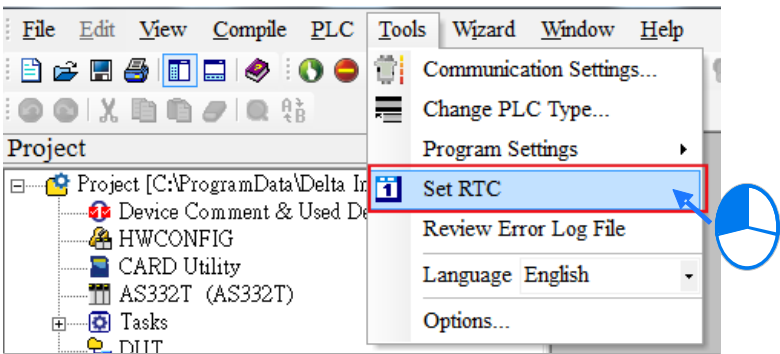 File Edit View Compile PLC Tools Wizard Window Help
Communication Settings...
Change PLC Type...
Project
Program Settings
Project [C:\ProgramData\Delta In
Set RTC
Device Comment & Used De
Review Error Log File
HWCONFIG
CARD Utility
Language English
AS332T (AS332T)
Tasks
Options...
DUT